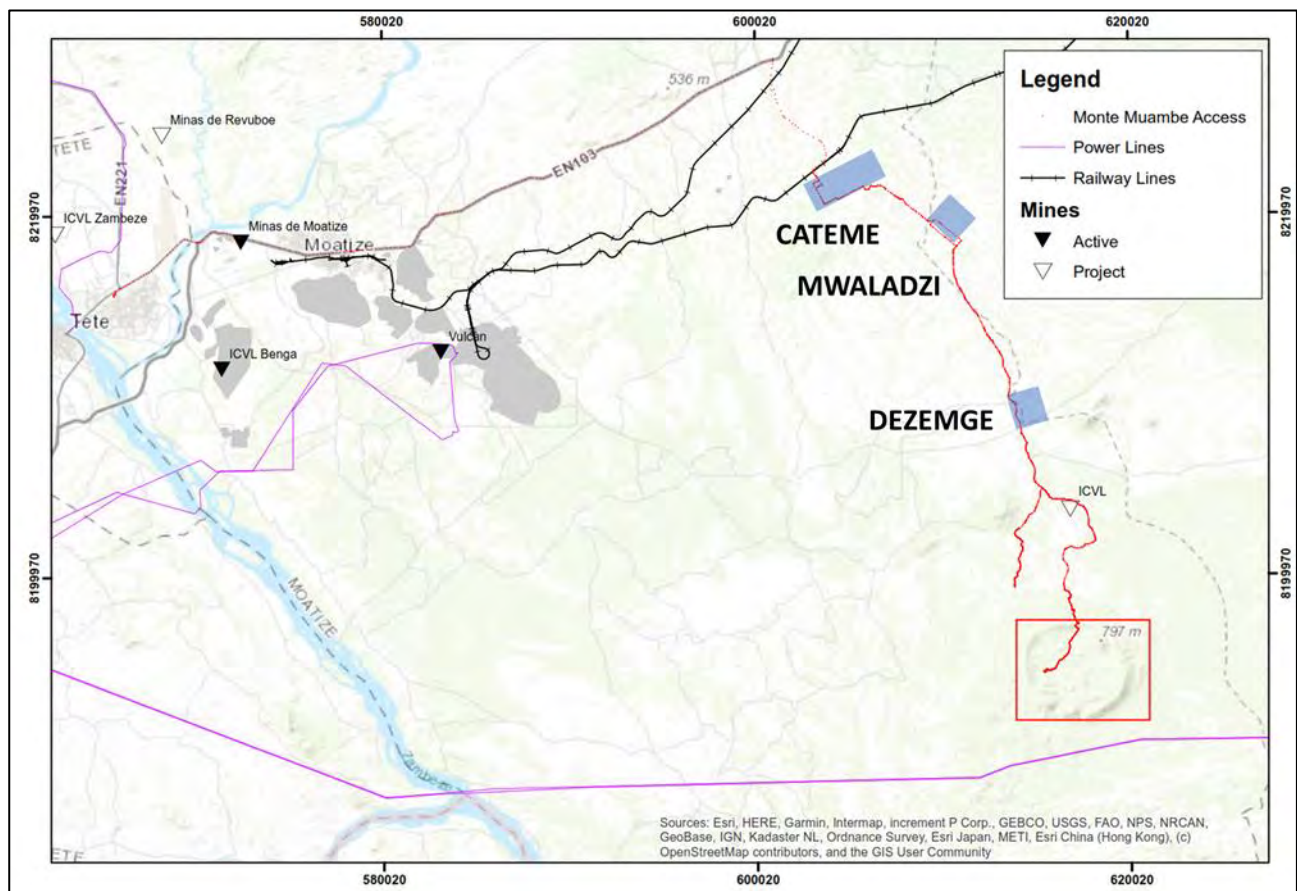 580020
600020
620020
536 m
Legend
Monte Muambe Access
Power Lines
Railway Lines
Mines
Active
Project
Minas de Revuboe
TETE
EN221
EN103
ICVL Zambeze
8219970
8219970
Minas de Moatize
Moatize
CATEME
MWALADZI
Tete
Vulcan
ICVL Benga
DEZEMGE
ICVL
8199970
8199970
MOATIZE
797 m
Zambeze
Sources: Esri, HERE, Garmin, Intermap, increment P Corp., GEBCO, USGS, FAO, NPS, NRCAN,
GeoBase, IGN, Kadaster NL, Ordnance Survey, Esri Japan, METI, Esri China (Hong Kong), (c)
OpenStreetMap contributors, and the GIS User Community
ETE
580020
600020
620020